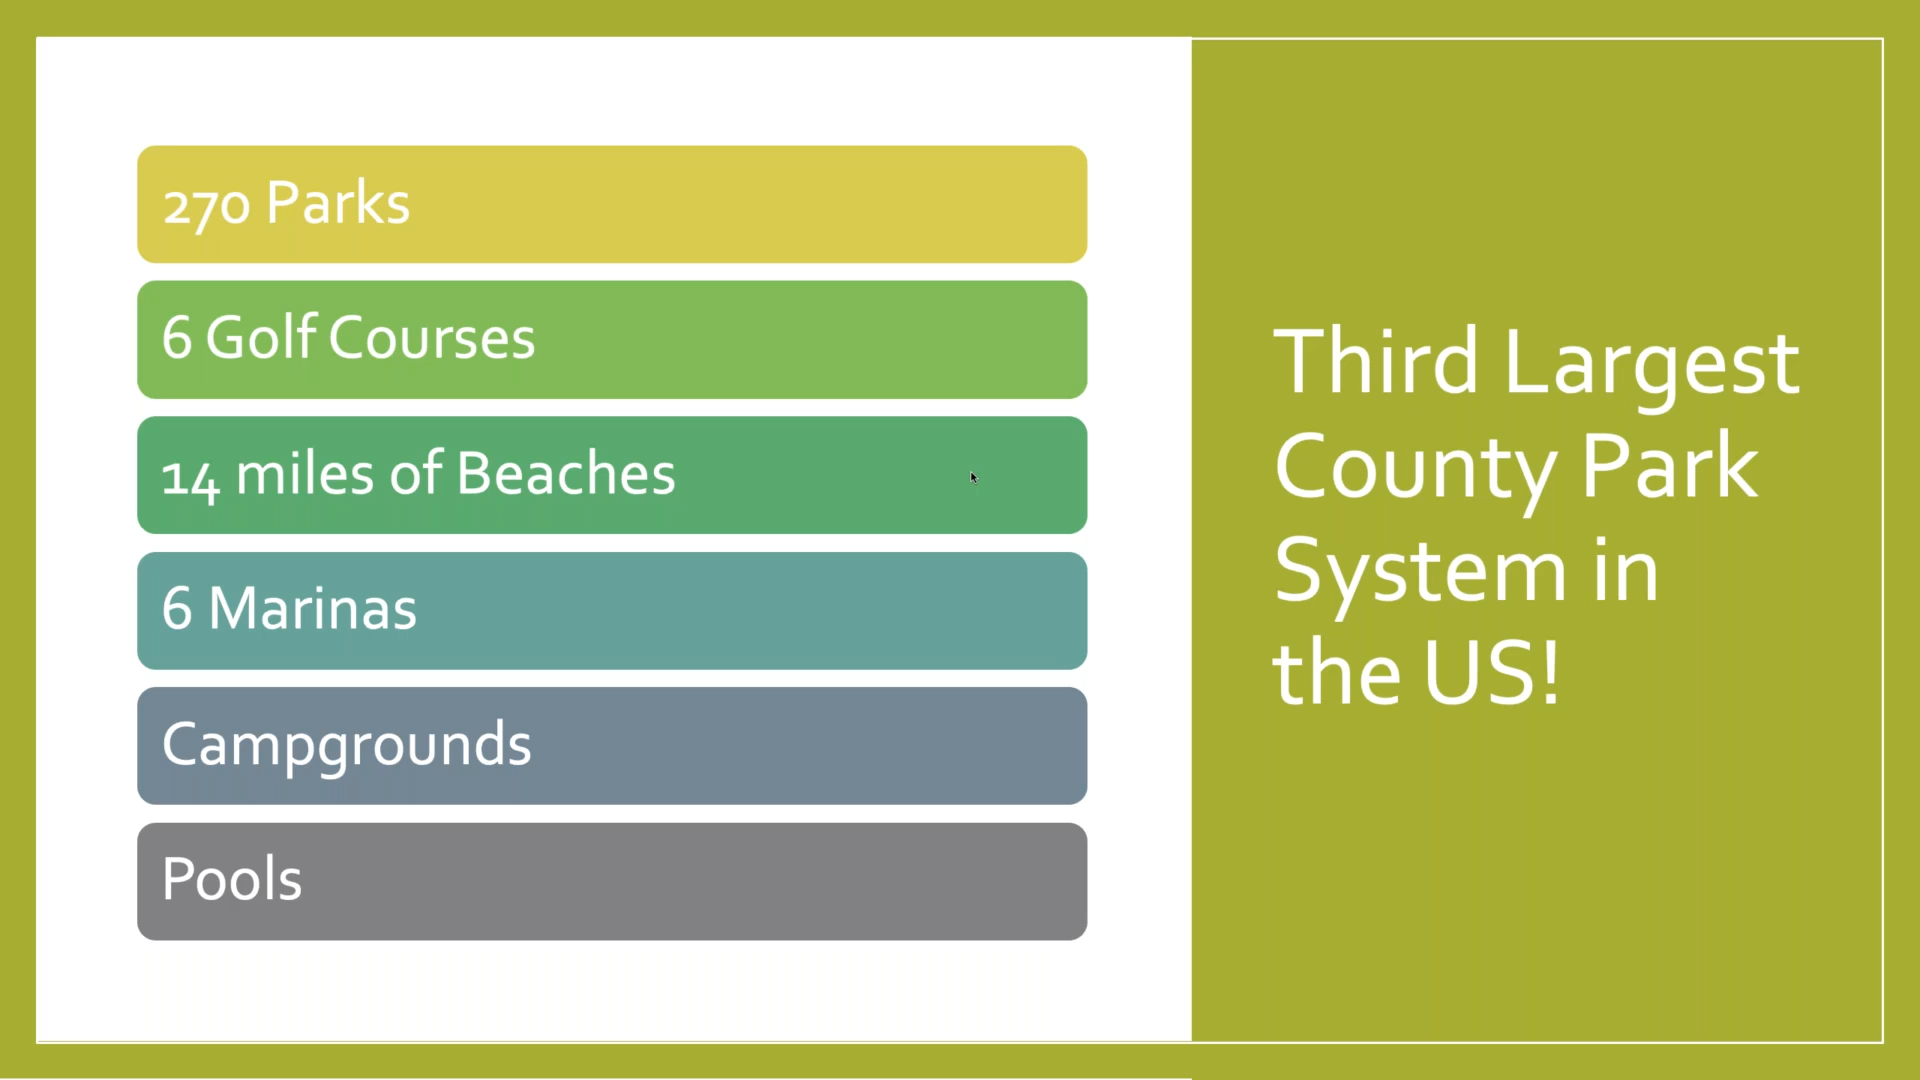 270 Parks
6 Golf Courses
14 miles of Beaches
6 Marinas
Campgrounds
Pools
Third Largest
County Park
System in
the US!